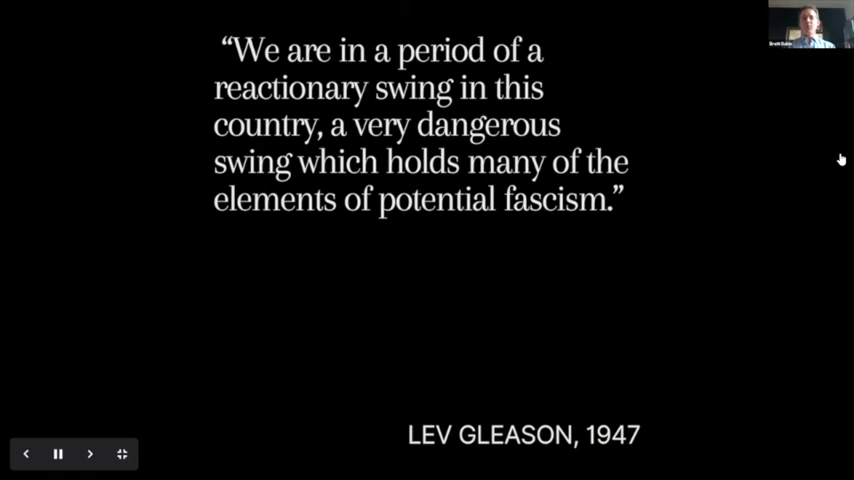 “We are in a period of a
reactionary swing in this
country, a very dangerous
swing which holds many of the
elements of potential fascism.”
LEV GLEASON, 1947